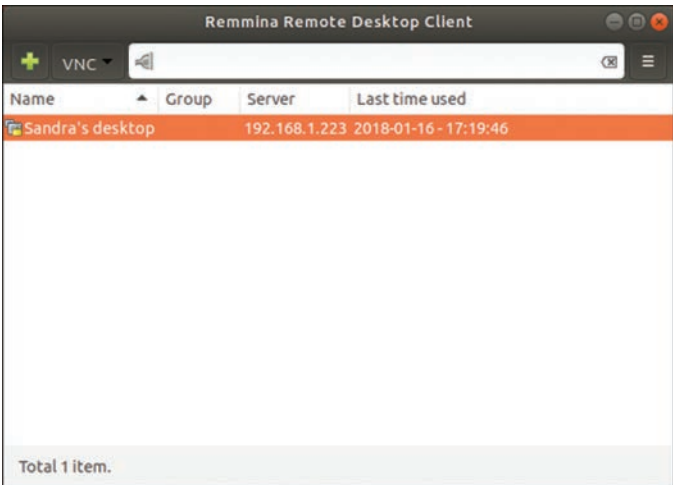 Remmina Remote Desktop Client
VNC
Name Group Server Last time used
Sandra's desktop 192.168.1.223 2018-01-16 - 17:19:46
Total 1 item.